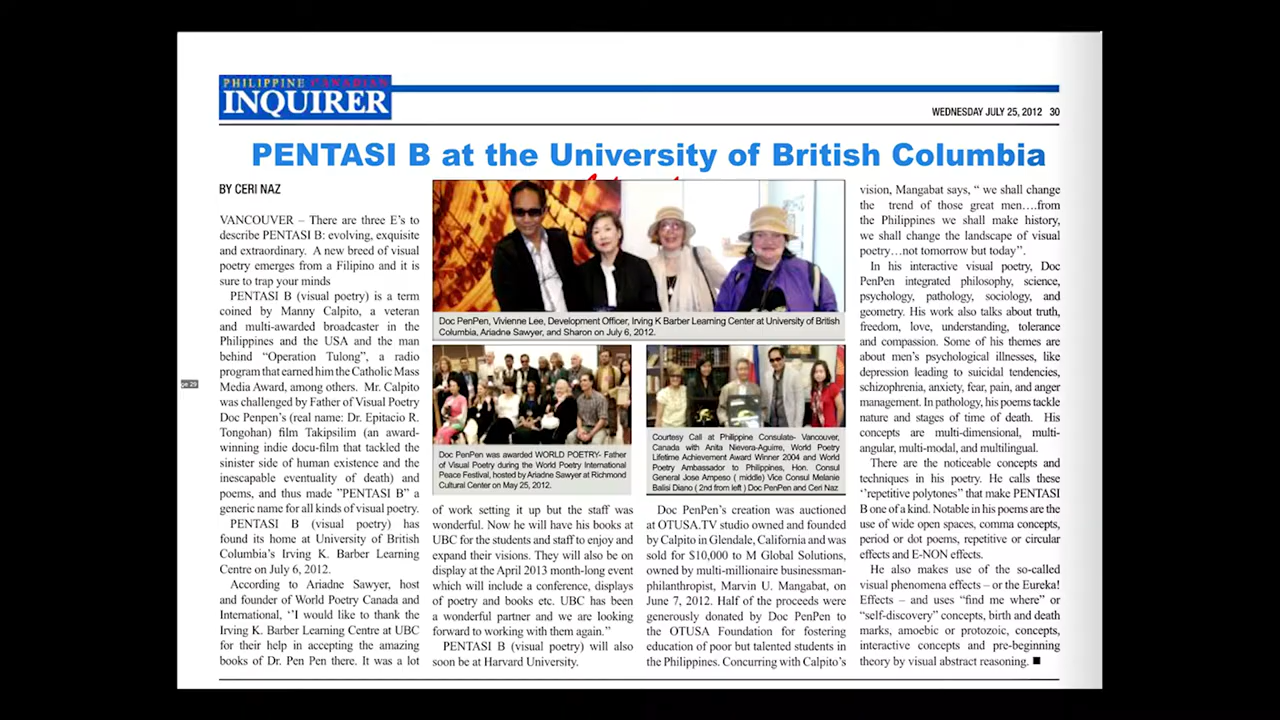 PHILIPPINE CANADIAN
INQUIRER
WEDNESDAY JULY 25, 2012 30
PENTASI B at the University of British Columbia
BY CERI NAZ
VANCOUVER – There are three E's to
describe PENTASI B: evolving, exquisite
and extraordinary. A new breed of visual
poetry emerges from a Filipino and it is
sure to trap your minds
PENTASI B (visual poetry) is a term
coined by Manny Calpito, a veteran
and multi-awarded broadcaster in the
Philippines and the USA and the man
behind "Operation Tulong", a radio
program that earned him the Catholic Mass
Media Award, among others. Mr. Calpito
was challenged by Father of Visual Poetry
Doc Penpen's (real name: Dr. Epitacio R.
Tongohan) film Takipsilim (an award-
winning indie docu-film that tackled the
sinister side of human existence and the
inescapable eventuality of death) and
poems, and thus made "PENTASI B" a
generic name for all kinds of visual poetry.
PENTASI B (visual poetry) has
found its home at University of British
Columbia's Irving K. Barber Learning
Centre on July 6, 2012.
According to Ariadne Sawyer, host
and founder of World Poetry Canada and
International, ‘'I would like to thank the
Irving K. Barber Learning Centre at UBC
for their help in accepting the amazing
books of Dr. Pen Pen there. It was a lot
Doc PenPen, Vivienne Lee, Development Officer, Irving K Barber Learning Center at University of British
Columbia, Ariadne Sawyer, and Sharon on July 6, 2012.
Doc PenPen was awarded WORLD POETRY- Father
of Visual Poetry during the World Poetry International
Peace Festival, hosted by Ariadne Sawyer at Richmond
Cultural Center on May 25, 2012.
Courtesy Call at Philippine Consulate- Vancouver,
Canada with Anita Nievera-Aguirre, World Poetry
Lifetime Achievement Award Winner 2004 and World
Poetry Ambassador to Philippines, Hon. Consul
General Jose Ampeso ( middle) Vice Consul Melanie
Balisi Diano ( 2nd from left ) Doc PenPen and Ceri Naz
of work setting it up but the staff was
wonderful. Now he will have his books at
UBC for the students and staff to enjoy and
expand their visions. They will also be on
display at the April 2013 month-long event
which will include a conference, displays
of poetry and books etc. UBC has been
a wonderful partner and we are looking
forward to working with them again."
PENTASI B (visual poetry) will also
soon be at Harvard University.
Doc PenPen's creation was auctioned
at OTUSA.TV studio owned and founded
by Calpito in Glendale, California and was
sold for $10,000 to M Global Solutions,
owned by multi-millionaire businessman-
philanthropist, Marvin U. Mangabat, on
June 7, 2012. Half of the proceeds were
generously donated by Doc PenPen to
the OTUSA Foundation for fostering
education of poor but talented students in
the Philippines. Concurring with Calpito's
vision, Mangabat says, " we shall change
the trend of those great men….from
the Philippines we shall make history,
we shall change the landscape of visual
poetry…not tomorrow but today".
In his interactive visual poetry, Doc
PenPen integrated philosophy, science,
psychology, pathology, sociology, and
geometry. His work also talks about truth,
freedom, love, understanding, tolerance
and compassion. Some of his themes are
about men's psychological illnesses, like
depression leading to suicidal tendencies,
schizophrenia, anxiety, fear, pain, and anger
management. In pathology, his poems tackle
nature and stages of time of death. His
concepts are multi-dimensional, multi-
angular, multi-modal, and multilingual.
There are the noticeable concepts and
techniques in his poetry. He calls these
‘'repetitive polytones" that make PENTASI
B one of a kind. Notable in his poems are the
use of wide open spaces, comma concepts,
period or dot poems, repetitive or circular
effects and E-NON effects.
He also makes use of the so-called
visual phenomena effects – or the Eureka!
Effects – and uses "find me where" or
"self-discovery" concepts, birth and death
marks, amoebic or protozoic, concepts,
interactive concepts and pre-beginning
theory by visual abstract reasoning.